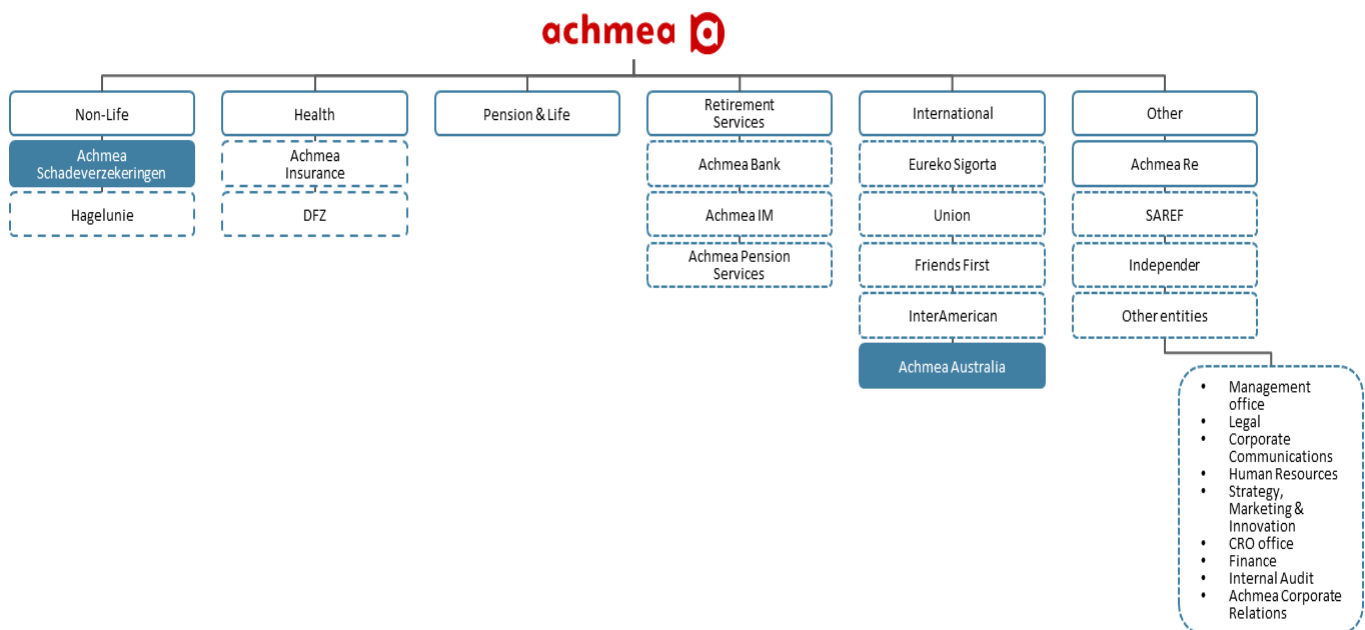 achmea
Non-Life
Health
Pension & Life
Retirement
Services
International
Other
Achmea
Schadeverzekeringen
Achmea
Insurance
Achmea Bank
Eureko Sigorta
Achmea Re
Hagelunie
DFZ
Achmea IM
Union
SAREF
Achmea Pension
Services
Friends First
Independer
InterAmerican
Other entities
Achmea Australia
• Management
office
• Legal
• Corporate
Communications
• Human Resources
• Strategy,
Marketing &
Innovation
• CRO office
• Finance
• Internal Audit
• Achmea Corporate
Relations